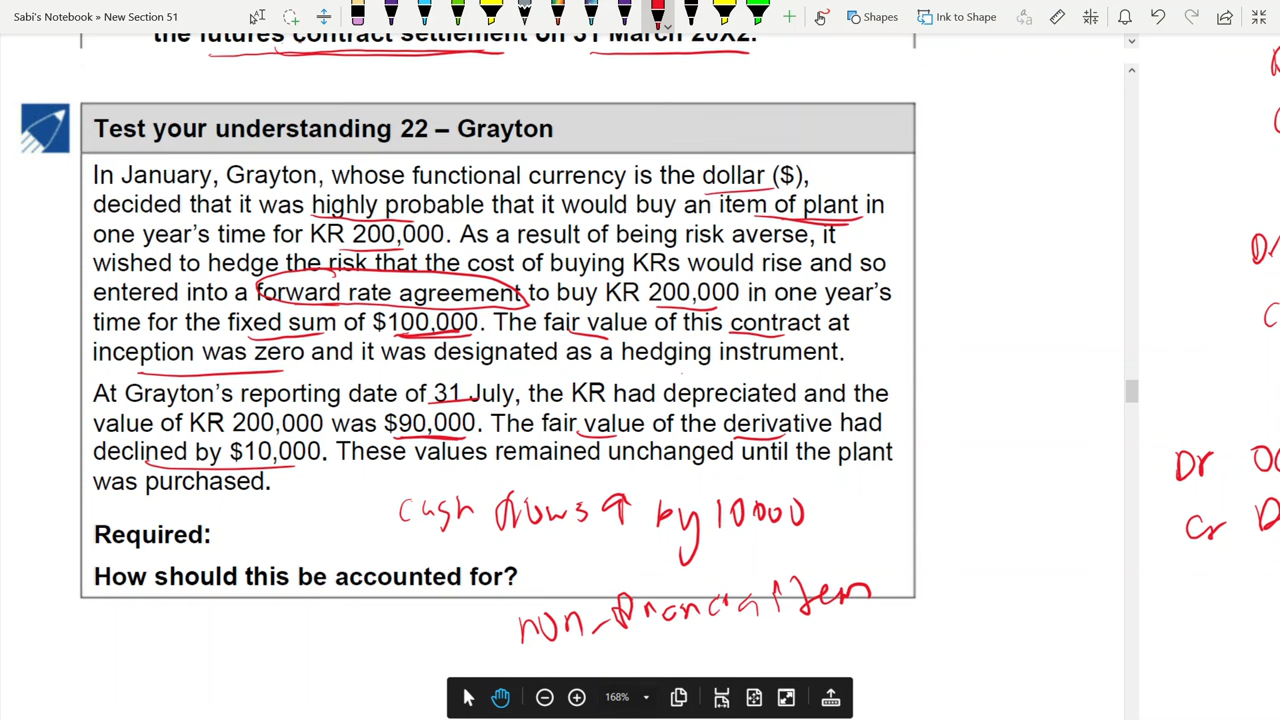 Sabi's Notebook » New Section 51
Shapes
Ink to Shape
the futures contract settlement on 31 March 20X2.
Test your understanding 22 – Grayton
In January, Grayton, whose functional currency is the dollar ($),
decided that it was highly probable that it would buy an item of plant in
one year's time for KR 200,000. As a result of being risk averse, it
wished to hedge the risk that the cost of buying KRs would rise and so
entered into a forward rate agreement to buy KR 200,000 in one year's
time for the fixed sum of $100,000. The fair value of this contract at
inception was zero and it was designated as a hedging instrument.
At Grayton's reporting date of 31 July, the KR had depreciated and the
value of KR 200,000 was $90,000. The fair value of the derivative had
declined by $10,000. These values remained unchanged until the plant
was purchased.
cash flows ↑ by 10000
Required:
How should this be accounted for?
non-financial item
Dr
Dr
Cr
168%